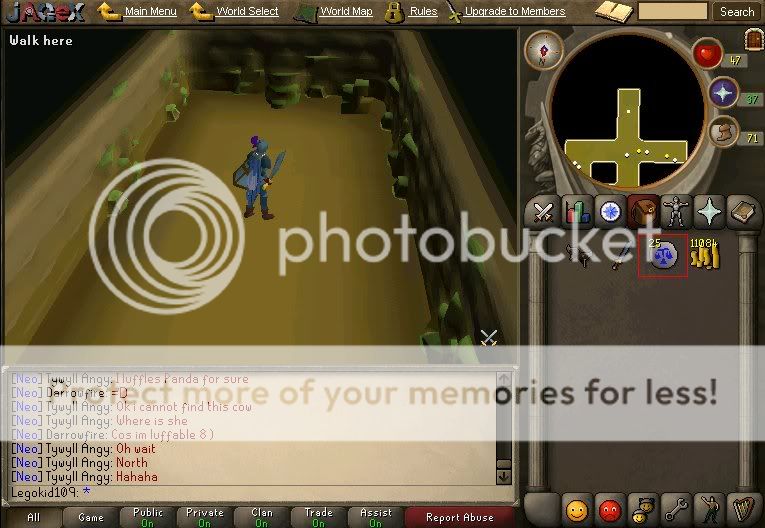 JAGEX Main Menu World Select World Map Rules Upgrade to Members Search
Walk here
47
37
71
photobucket
25 11084
Protect more of your memories for less!
[Neo] Tywyll Angy: I luffles Panda for sure
[Neo] Darrowfire: =D
[Neo] Tywyll Angy: Ok i cannot find this cow
[Neo] Tywyll Angy: Where is she
[Neo] Darrowfire: Cos im luffable 8)
[Neo] Tywyll Angy: Oh wait
[Neo] Tywyll Angy: North
[Neo] Tywyll Angy: Hahaha
Legokid109: *
All Game Public On Private On Clan On Trade On Assist On Report Abuse